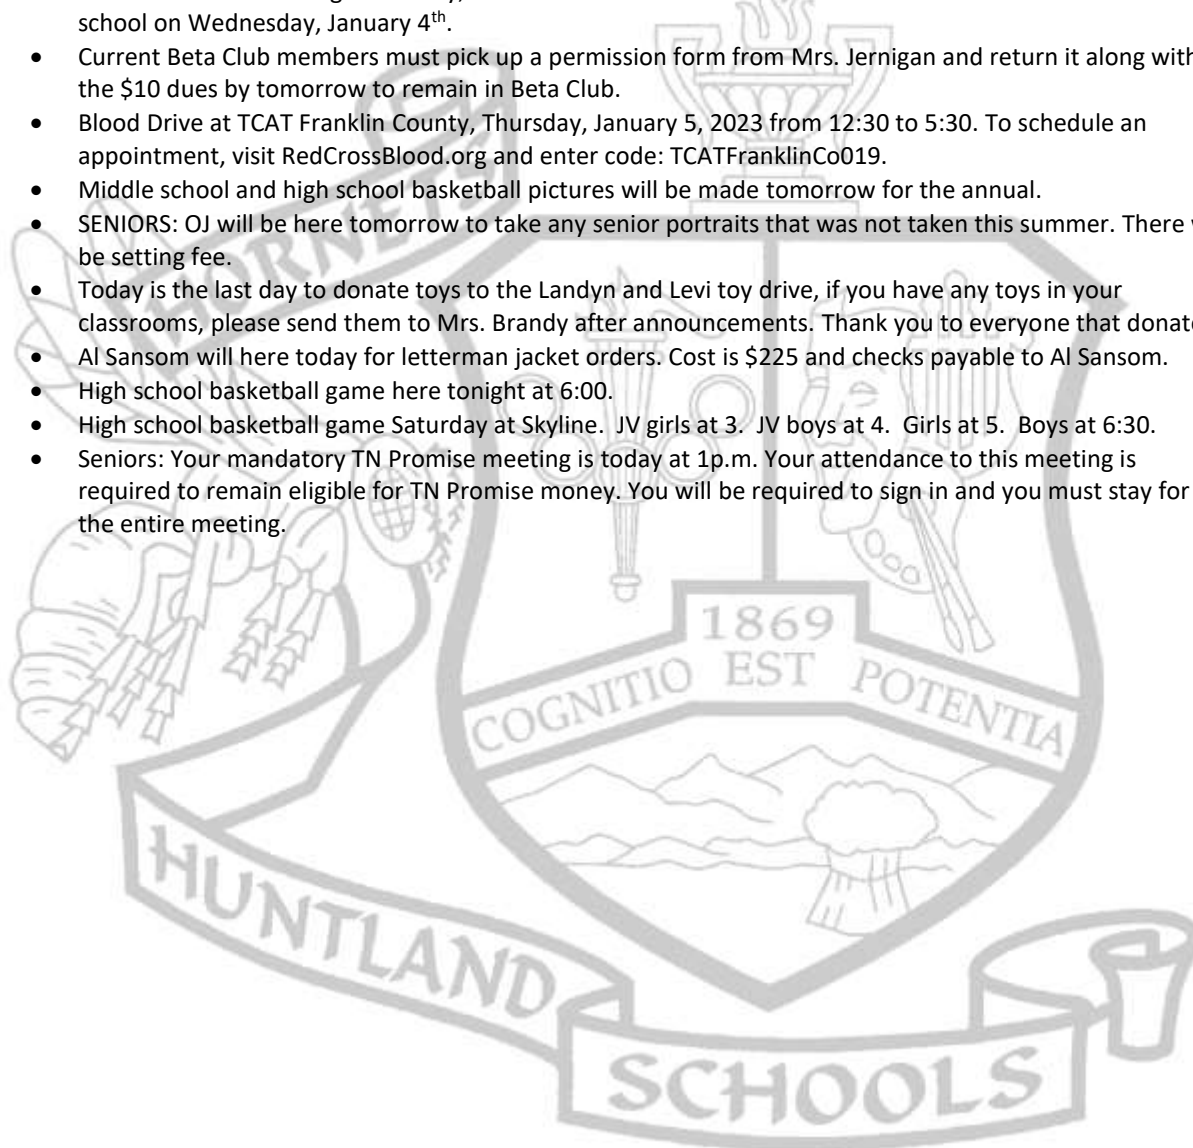 school on Wednesday, January 4th.
• Current Beta Club members must pick up a permission form from Mrs. Jernigan and return it along with
the $10 dues by tomorrow to remain in Beta Club.
• Blood Drive at TCAT Franklin County, Thursday, January 5, 2023 from 12:30 to 5:30. To schedule an
appointment, visit RedCrossBlood.org and enter code: TCATFranklinCo019.
• Middle school and high school basketball pictures will be made tomorrow for the annual.
• SENIORS: OJ will be here tomorrow to take any senior portraits that was not taken this summer. There
be setting fee.
• Today is the last day to donate toys to the Landyn and Levi toy drive, if you have any toys in your
classrooms, please send them to Mrs. Brandy after announcements. Thank you to everyone that
• Al Sansom will here today for letterman jacket orders. Cost is $225 and checks payable to Al Sansom.
• High school basketball game here tonight at 6:00.
• High school basketball game Saturday at Skyline. JV girls at 3. JV boys at 4. Girls at 5. Boys at 6:30.
• Seniors: Your mandatory TN Promise meeting is today at 1p.m. Your attendance to this meeting is
required to remain eligible for TN Promise money. You will be required to sign in and you must stay for
the entire meeting.
HORNETS
1869
COGNITIO EST POTENTIA
HUNTLAND
SCHOOLS